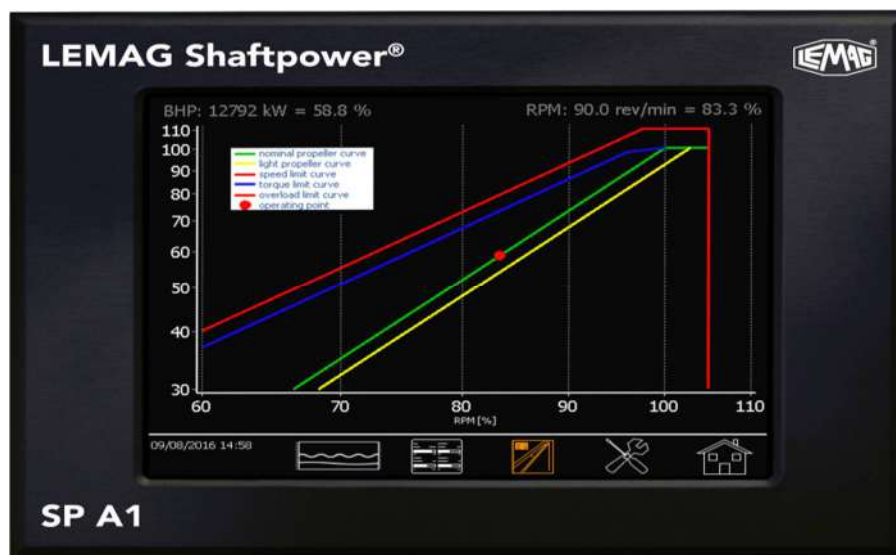 LEMAG Shaftpower®
LEMAG®
BHP: 12792 kW = 58.8 %
RPM: 90.0 rev/min = 83.3 %
nominal propeller curve
light propeller curve
speed limit curve
torque limit curve
overload limit curve
operating point
110
100
90
80
70
60
50
40
30
60 70 80 90 100 110
RPM [%]
09/08/2016 14:58
SP A1